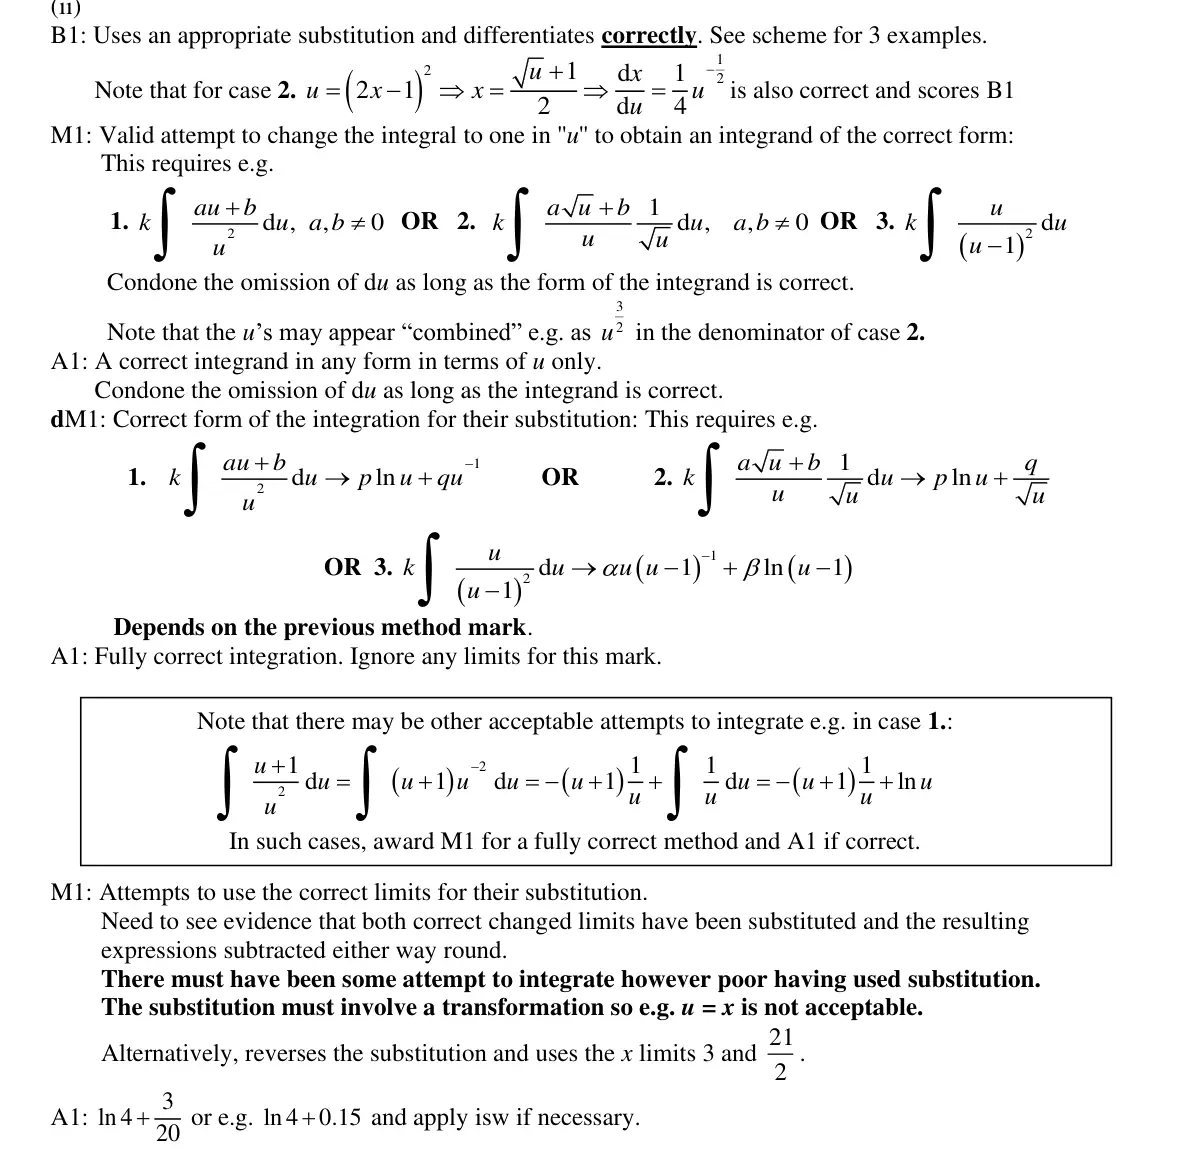 (ii)
B1: Uses an appropriate substitution and differentiates correctly. See scheme for 3 examples.
Note that for case 2. u = (2x − 1)² ⇒ x = (√u + 1)/2 ⇒ dx/du = 1/4 u^(−1/2) is also correct and scores B1
M1: Valid attempt to change the integral to one in "u" to obtain an integrand of the correct form:
This requires e.g.
1. k ∫ (au + b)/u² du, a, b ≠ 0 OR 2. k ∫ (a√u + b)/u 1/√u du, a, b ≠ 0 OR 3. k ∫ u/(u − 1)² du
Condone the omission of du as long as the form of the integrand is correct.
Note that the u’s may appear “combined” e.g. as u^(3/2) in the denominator of case 2.
A1: A correct integrand in any form in terms of u only.
Condone the omission of du as long as the integrand is correct.
dM1: Correct form of the integration for their substitution: This requires e.g.
1. k ∫ (au + b)/u² du → p ln u + qu⁻¹ OR 2. k ∫ (a√u + b)/u 1/√u du → p ln u + q/√u
OR 3. k ∫ u/(u − 1)² du → αu(u − 1)⁻¹ + β ln(u − 1)
Depends on the previous method mark.
A1: Fully correct integration. Ignore any limits for this mark.
Note that there may be other acceptable attempts to integrate e.g. in case 1.:
∫ (u + 1)/u² du = ∫ (u + 1)u⁻² du = −(u + 1) 1/u + ∫ 1/u du = −(u + 1) 1/u + ln u
In such cases, award M1 for a fully correct method and A1 if correct.
M1: Attempts to use the correct limits for their substitution.
Need to see evidence that both correct changed limits have been substituted and the resulting
expressions subtracted either way round.
There must have been some attempt to integrate however poor having used substitution.
The substitution must involve a transformation so e.g. u = x is not acceptable.
Alternatively, reverses the substitution and uses the x limits 3 and 21/2 .
A1: ln 4 + 3/20 or e.g. ln 4 + 0.15 and apply isw if necessary.